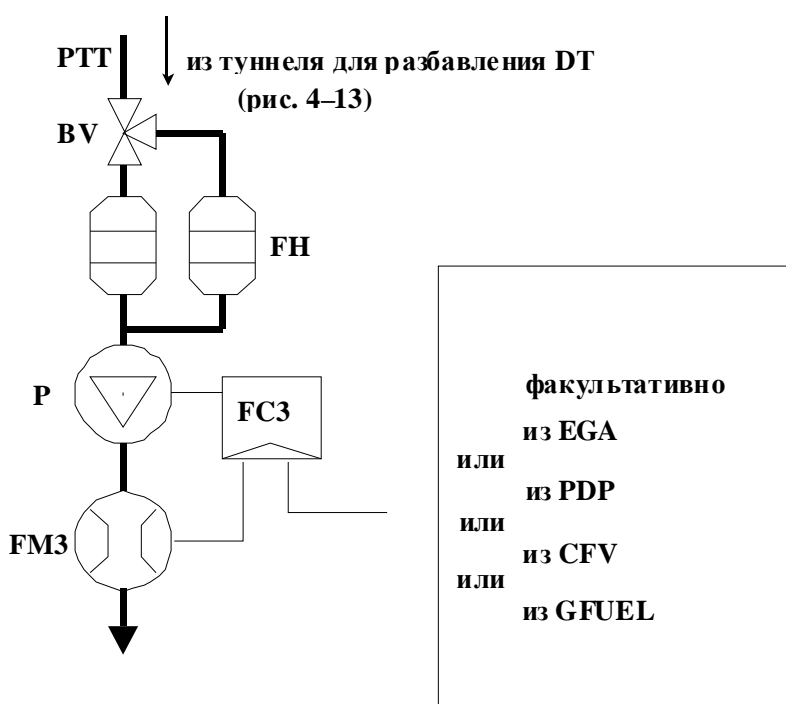 PTT
из туннеля для разбавления DT
(рис. 4–13)
BV
FH
P
FC3
FM3
факультативно
из EGA
или
из PDP
или
из CFV
или
из GFUEL